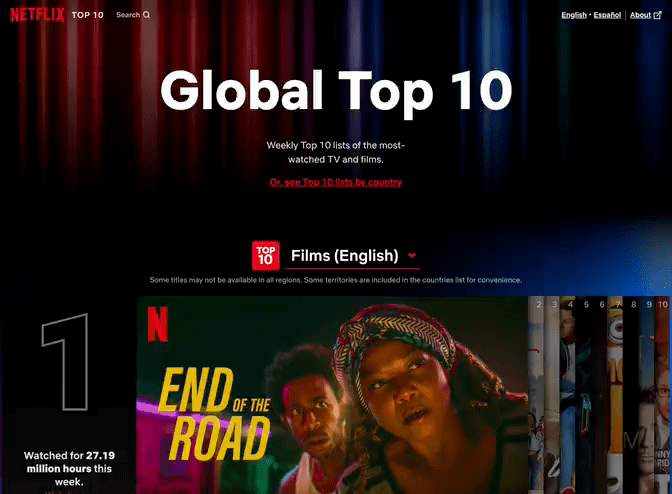 NETFLIX TOP 10 Search
English • Español About
Global Top 10
Weekly Top 10 lists of the most-
watched TV and films.
Or, see Top 10 lists by country
TOP
10
Films (English)
Some titles may not be available in all regions. Some territories are included in the countries list for convenience.
1
N
END OF THE
ROAD
2 3 4 5 6 7 8 9 10
Watched for 27.19
million hours this
week.